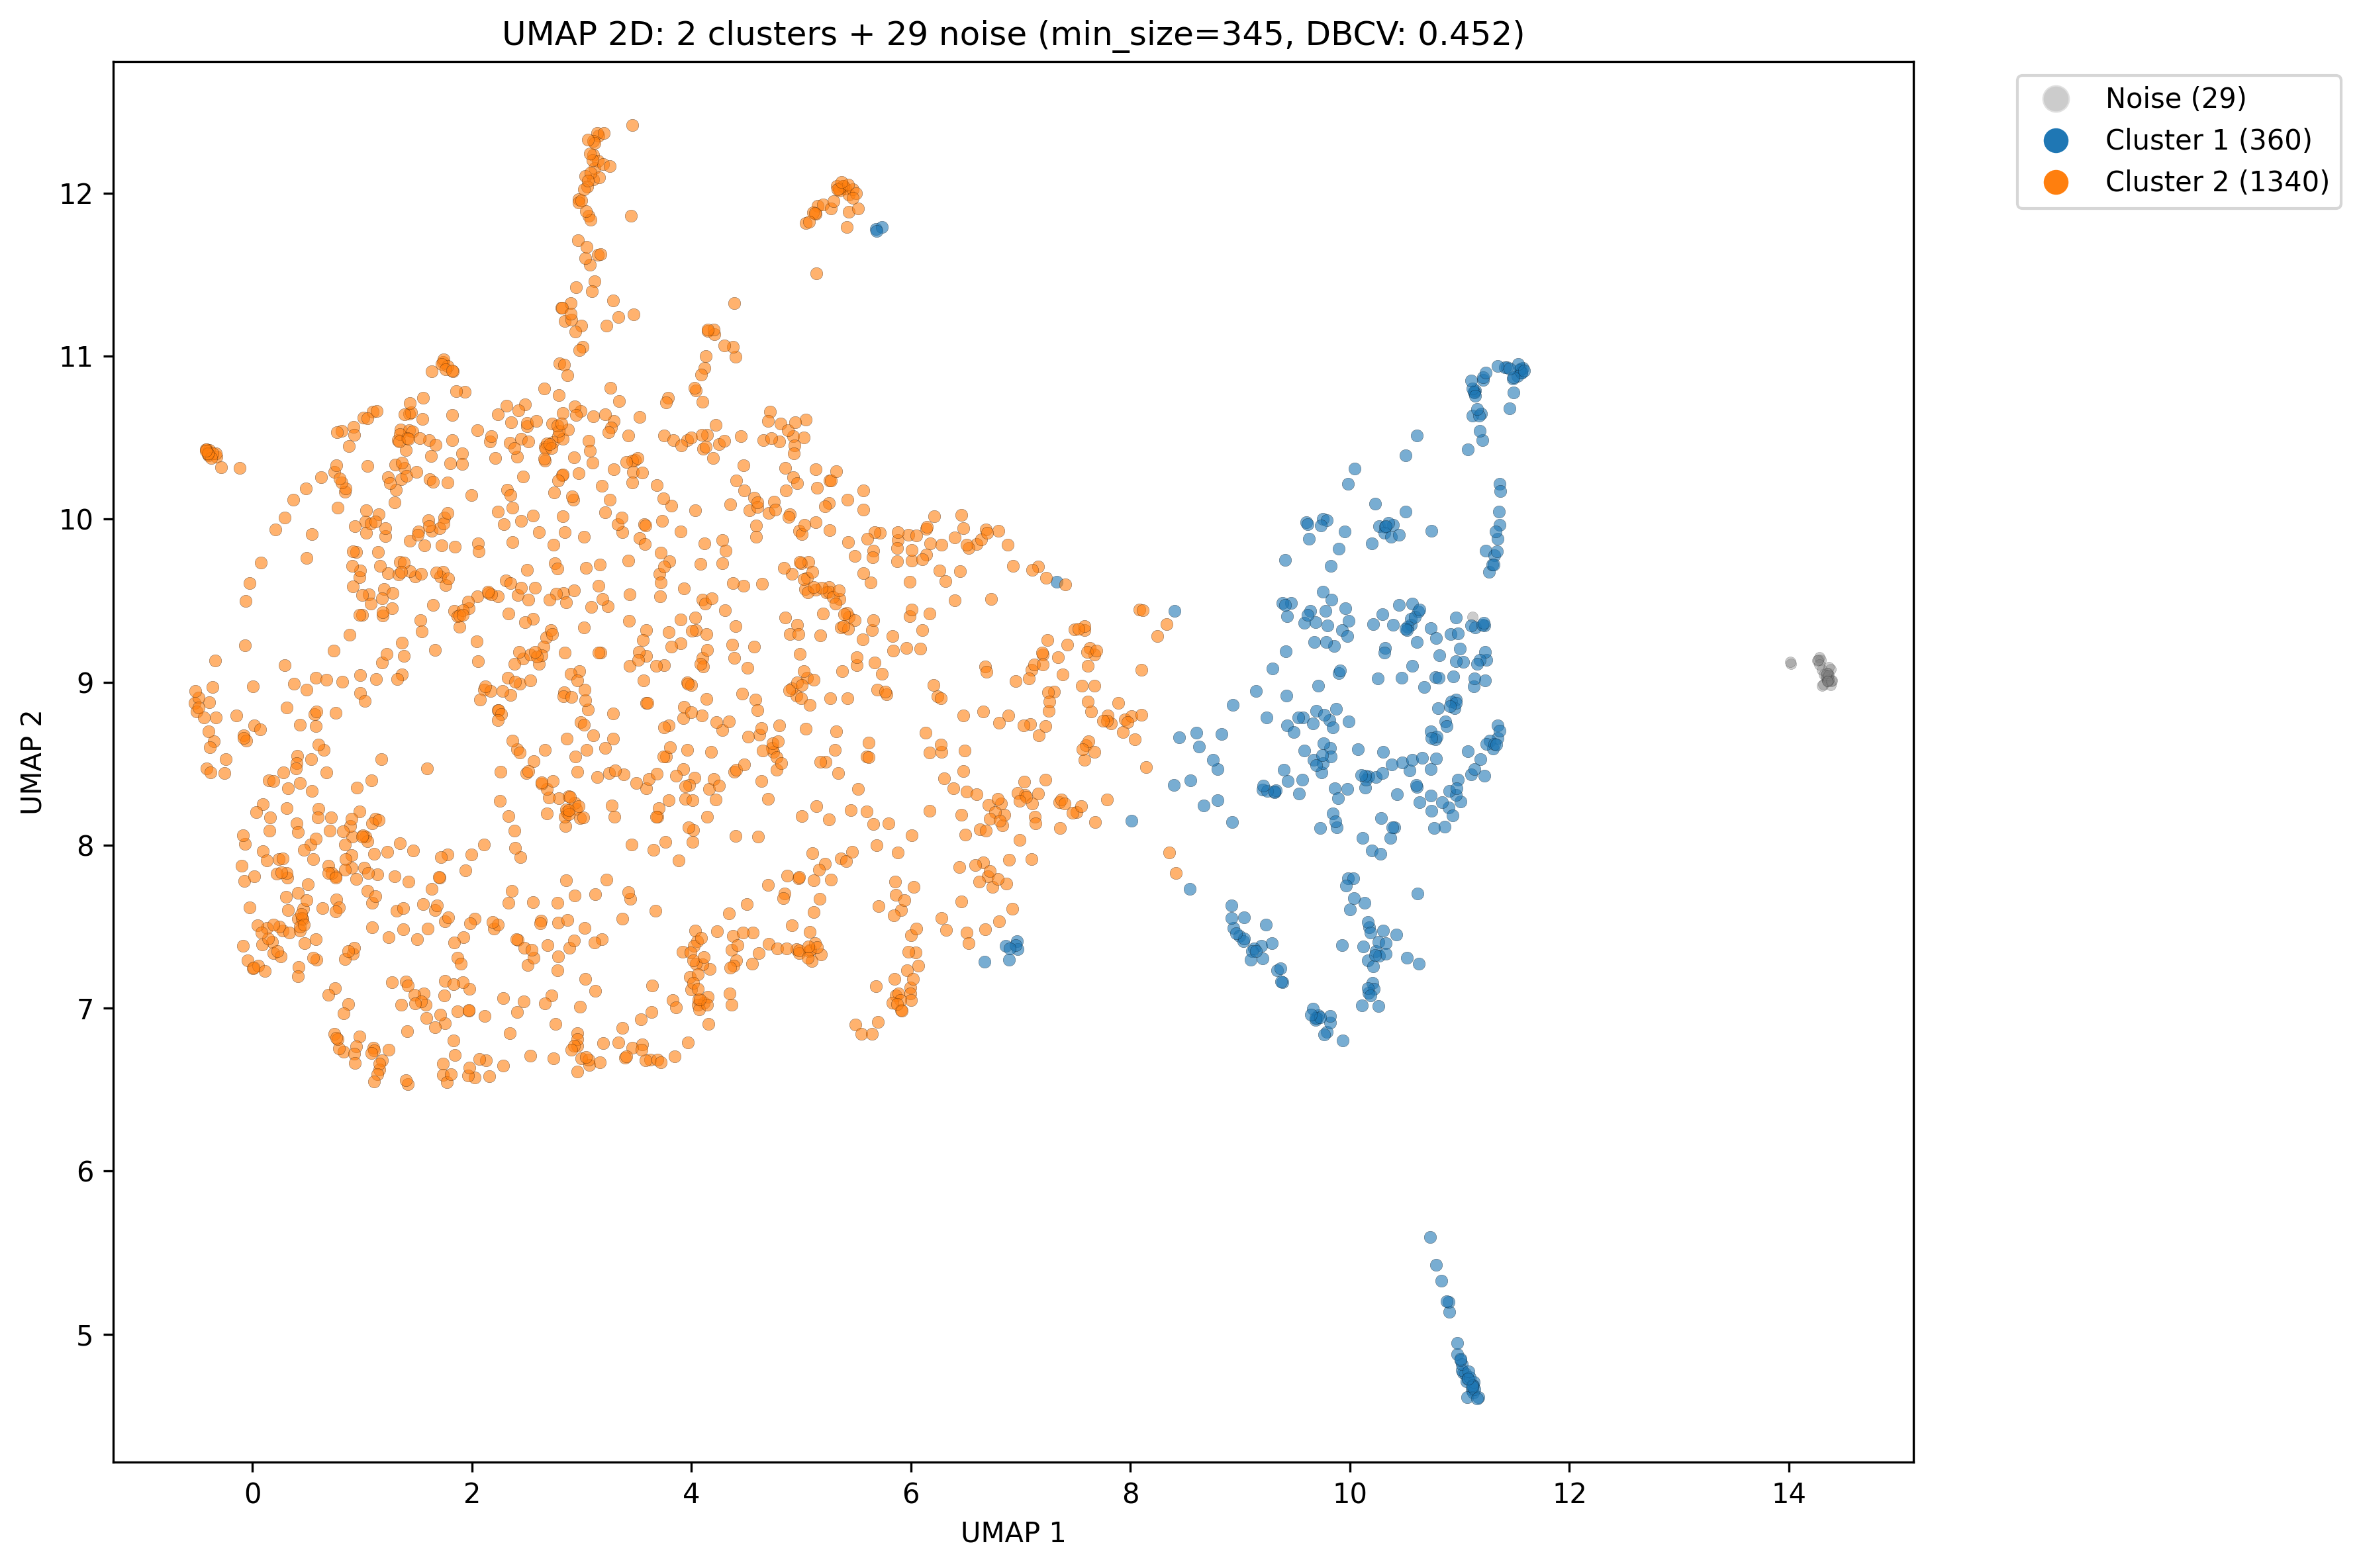 UMAP 2D: 2 clusters + 29 noise (min_size=345, DBCV: 0.452)
Noise (29)
Cluster 1 (360)
Cluster 2 (1340)
12
11
10
9
8
7
6
5
UMAP 2
0 2 4 6 8 10 12 14
UMAP 1